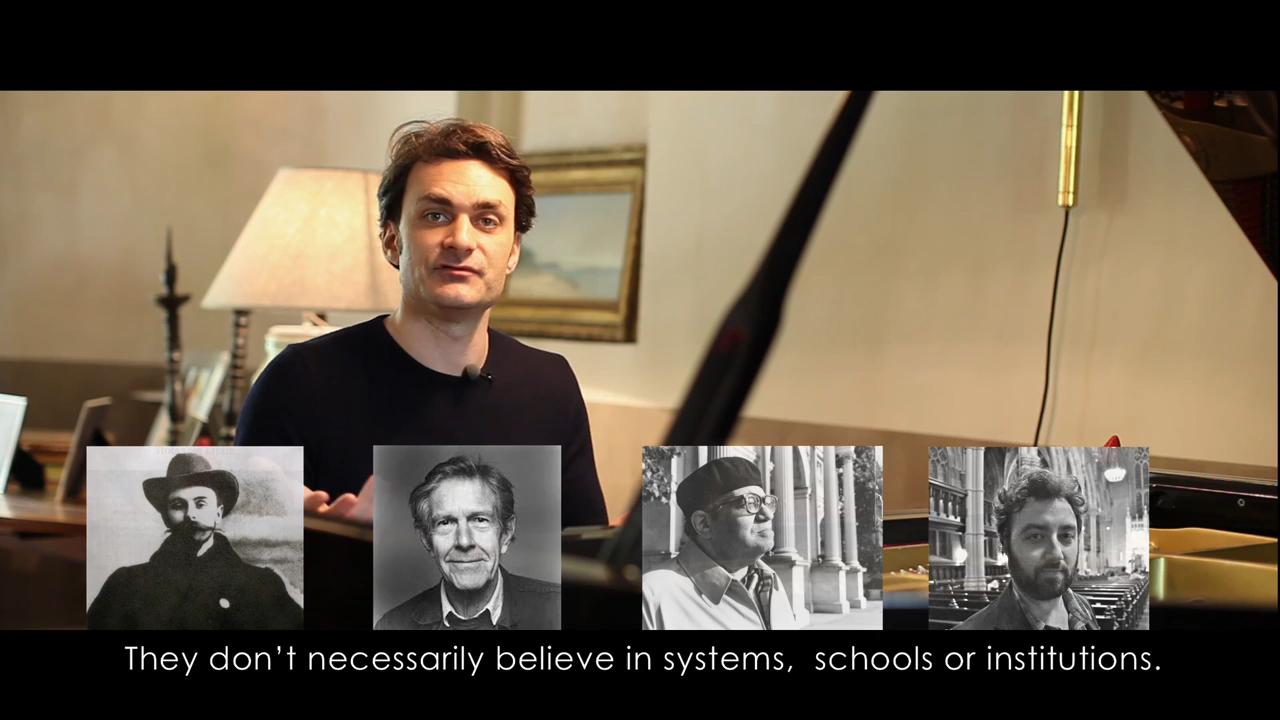 They don’t necessarily believe in systems,  schools or institutions.